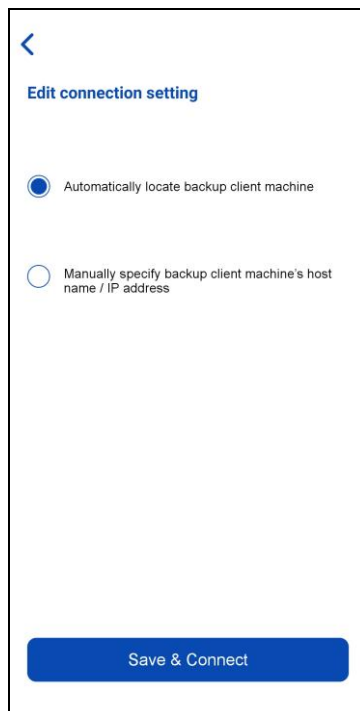 Edit connection setting
Automatically locate backup client machine
Manually specify backup client machine's host
name / IP address
Save & Connect